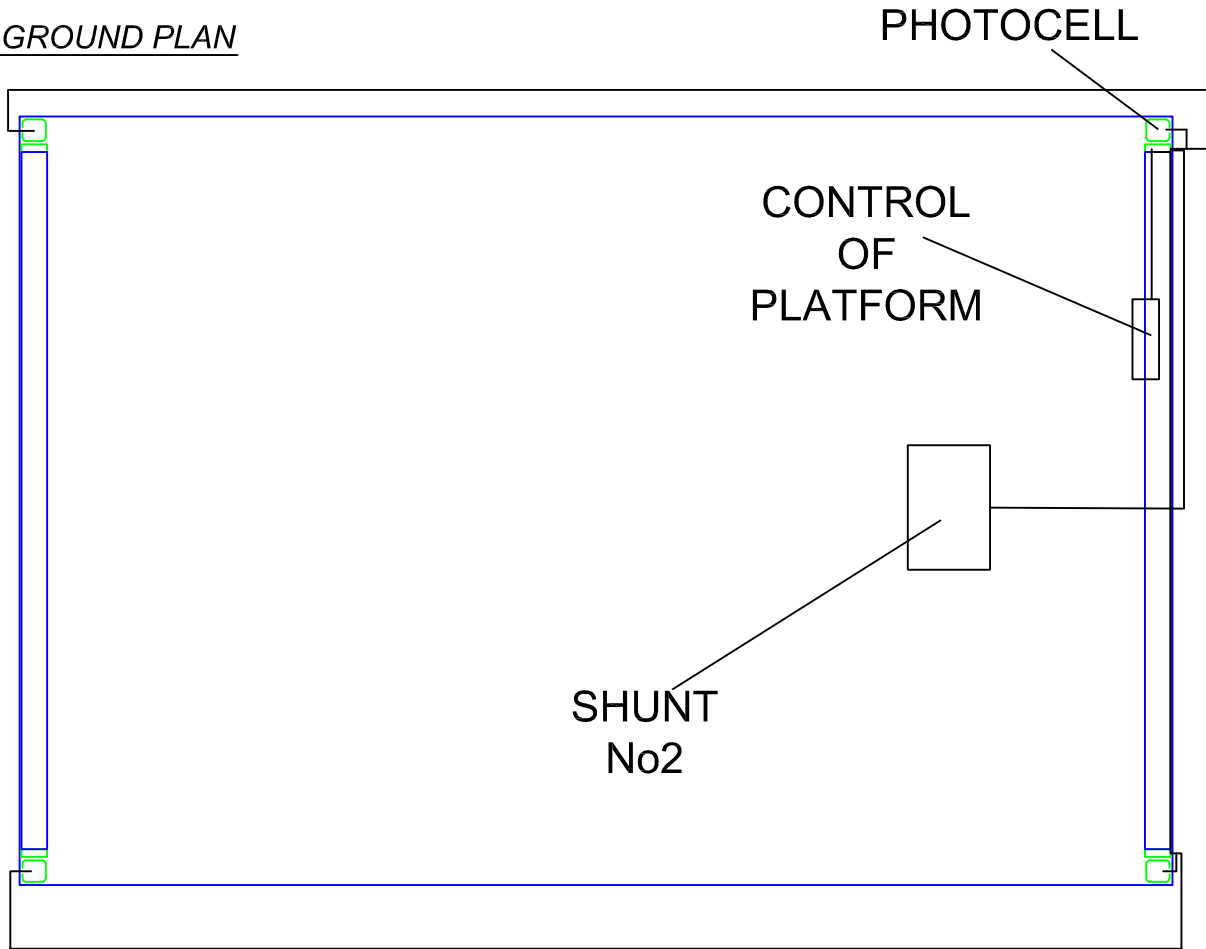 GROUND PLAN
PHOTOCELL
CONTROL
OF
PLATFORM
SHUNT
No2